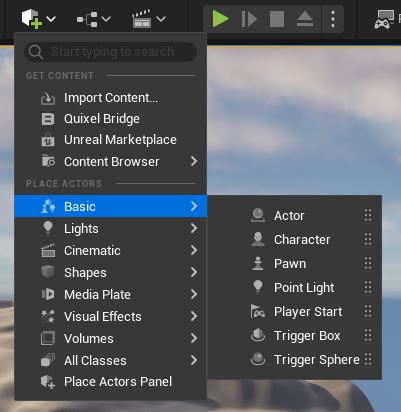 Start typing to search
GET CONTENT
Import Content...
Quixel Bridge
Unreal Marketplace
Content Browser
PLACE ACTORS
Basic
Lights
Cinematic
Shapes
Media Plate
Visual Effects
Volumes
All Classes
Place Actors Panel
Actor
Character
Pawn
Point Light
Player Start
Trigger Box
Trigger Sphere